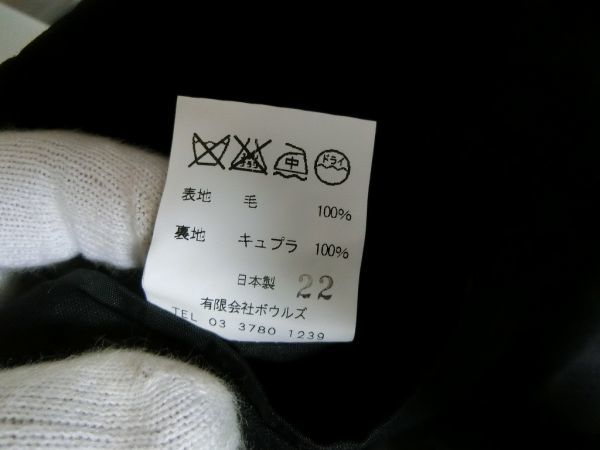 中 ドライ
表地 毛 100%
裏地 キュプラ 100%
日本製 22
有限会社ボウルズ
TEL 03 3780 1239